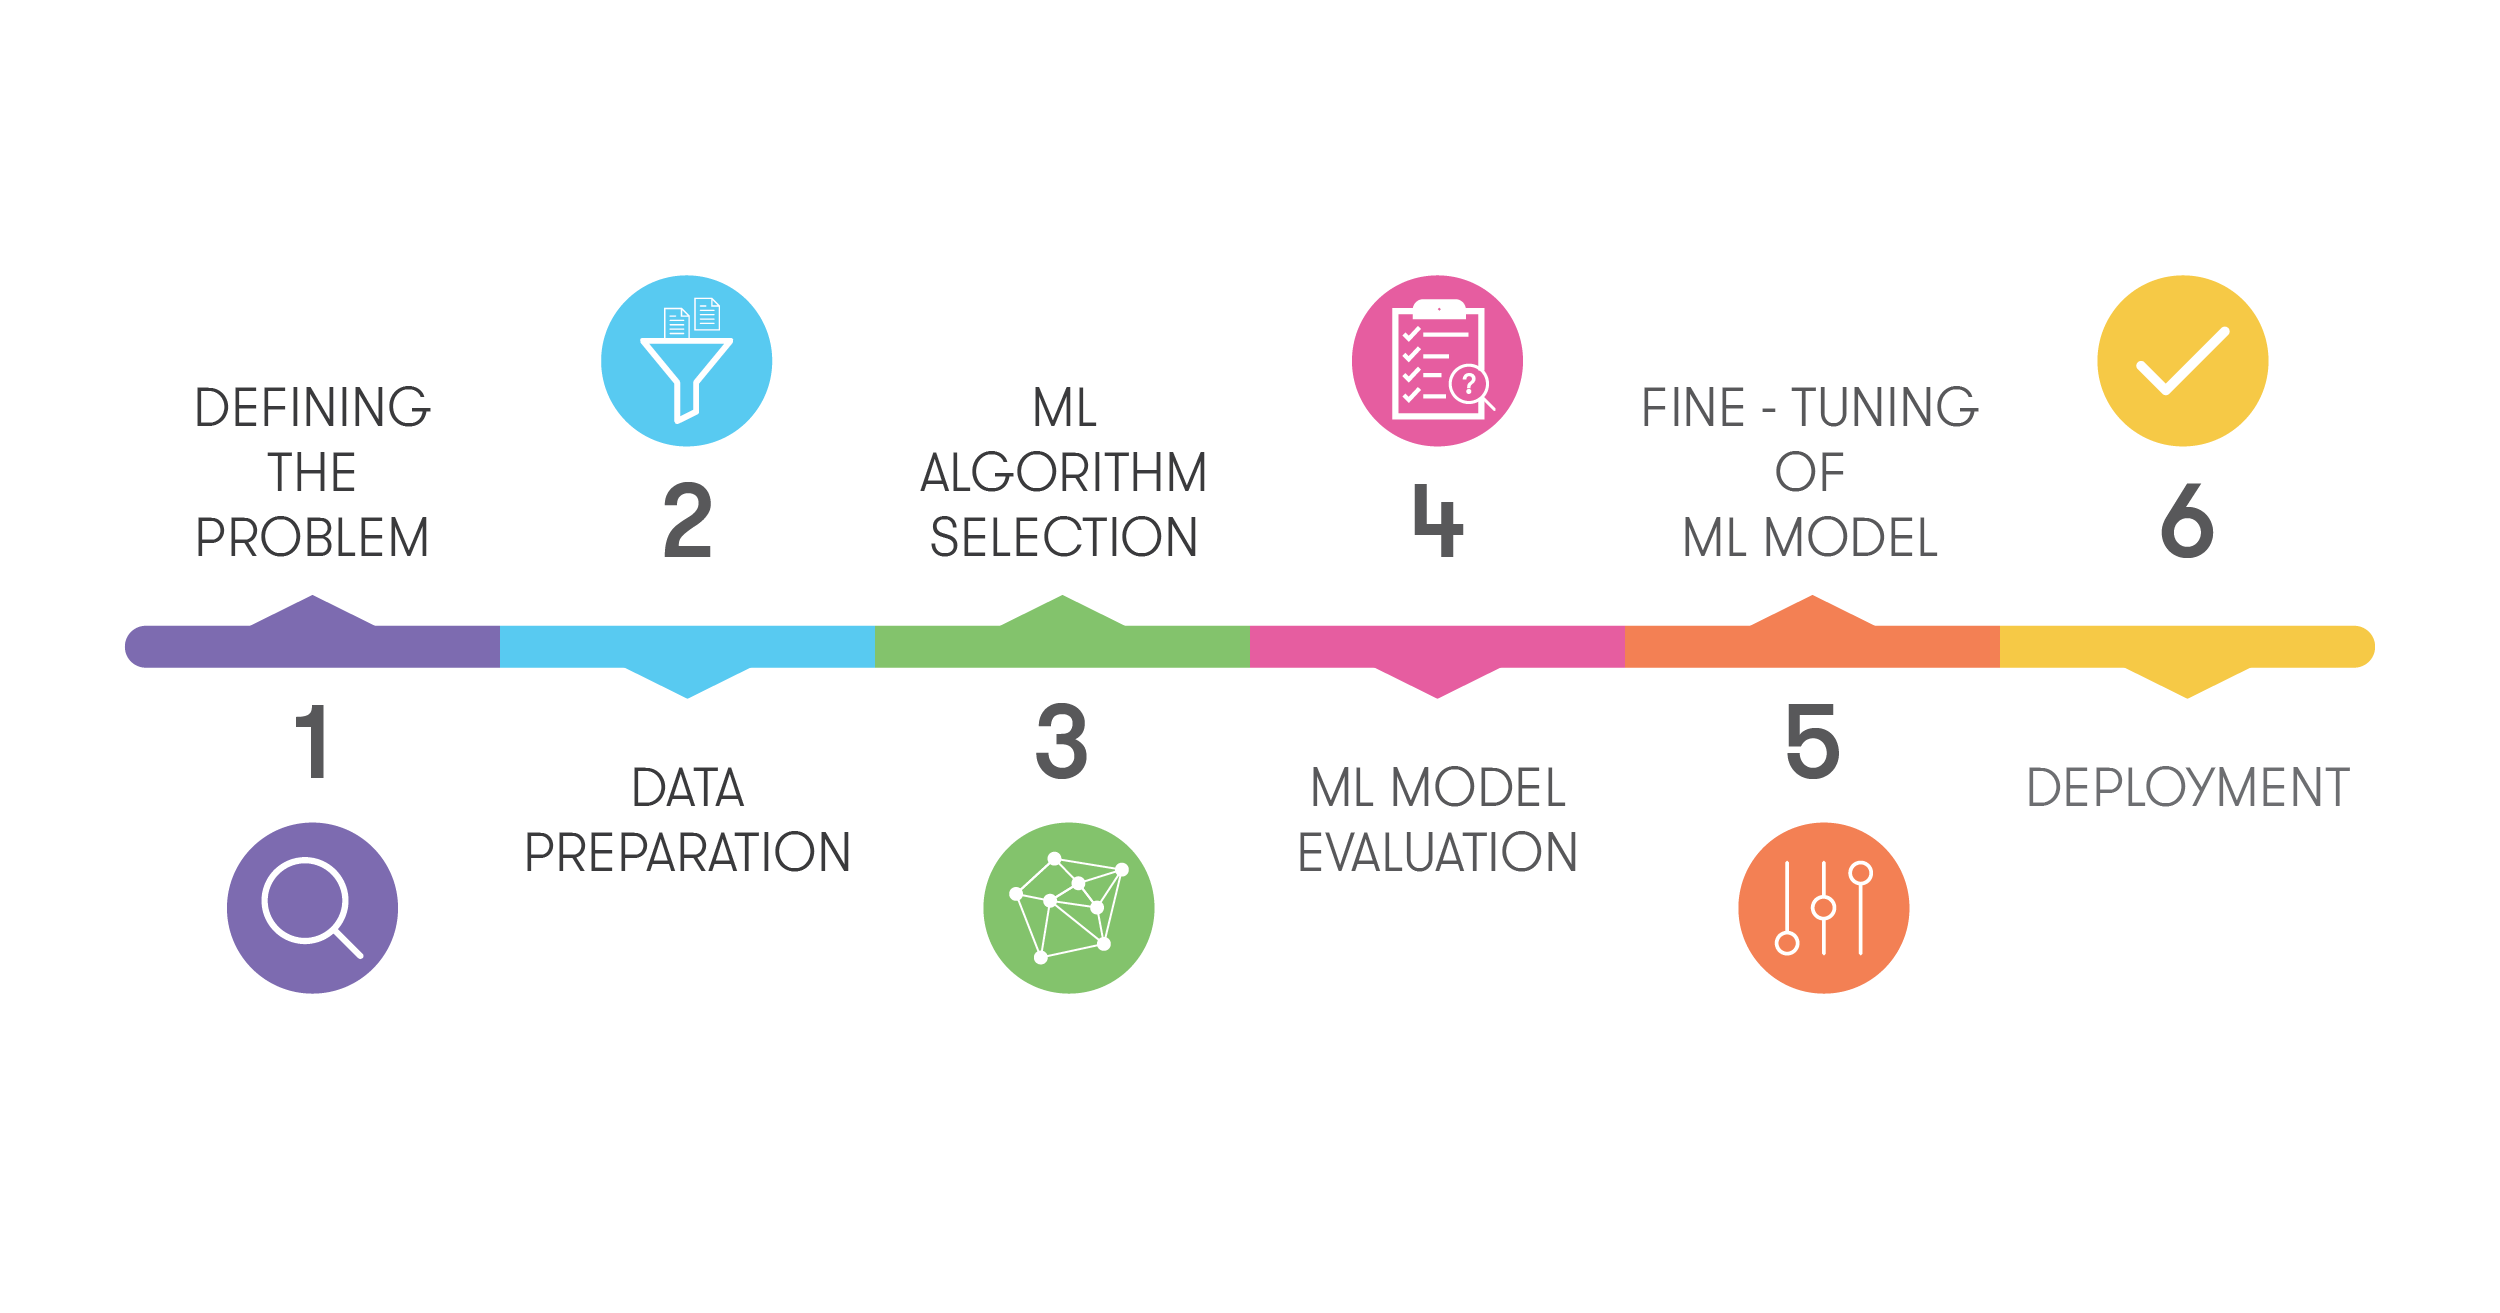 DEFINING
THE
PROBLEM
1
2
DATA
PREPARATION
ML
ALGORITHM
SELECTION
3
4
ML MODEL
EVALUATION
FINE - TUNING
OF
ML MODEL
5
6
DEPLOYMENT
?